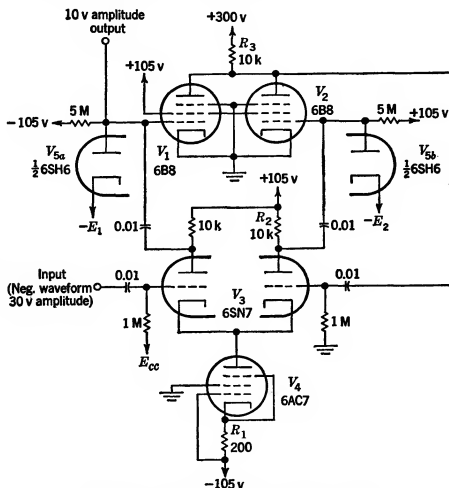 10 v amplitude
output
+300 v
R3
10 k
+105 v
V2
6B8
5 M
-105 v
5 M
+105 v
V1
6B8
V5a
½6SH6
V5b
½6SH6
-E1
-E2
+105 v
0.01
10 k
R2
10 k
0.01
Input
(Neg. waveform
30 v amplitude)
0.01
0.01
V3
6SN7
1 M
1 M
Ecc
V4
6AC7
R1
200
-105 v